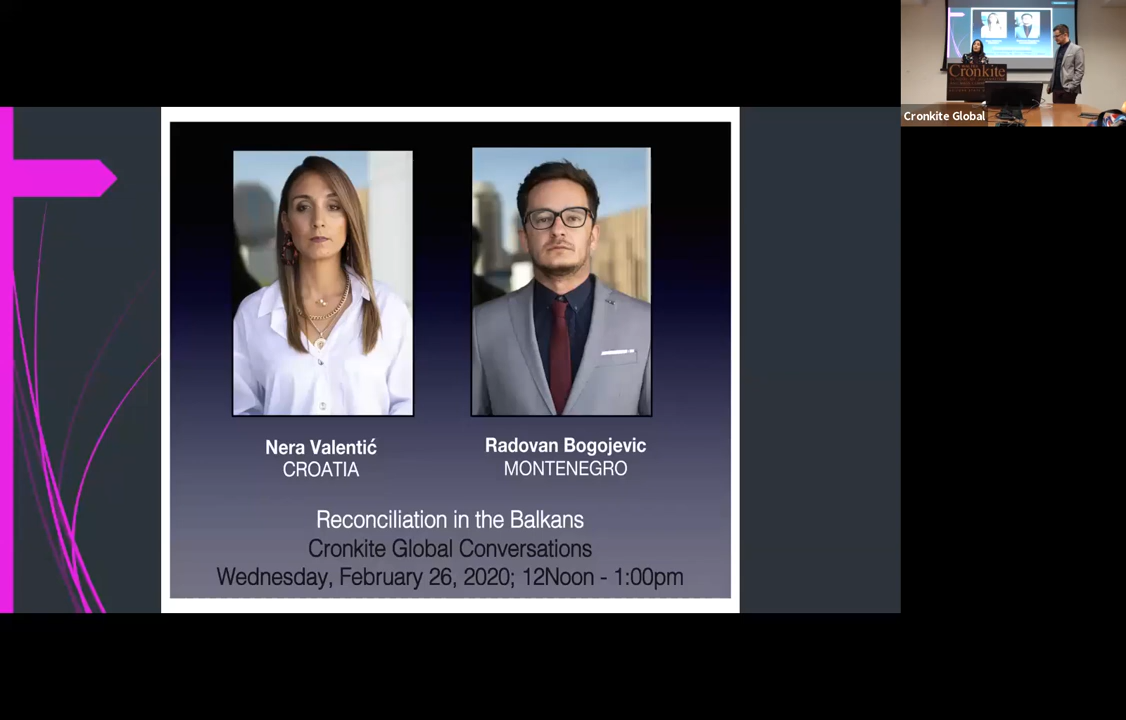 Nera Valentić
CROATIA
Radovan Bogojevic
MONTENEGRO
Reconciliation in the Balkans
Cronkite Global Conversations
Wednesday, February 26, 2020; 12Noon - 1:00pm
Cronkite
Cronkite Global